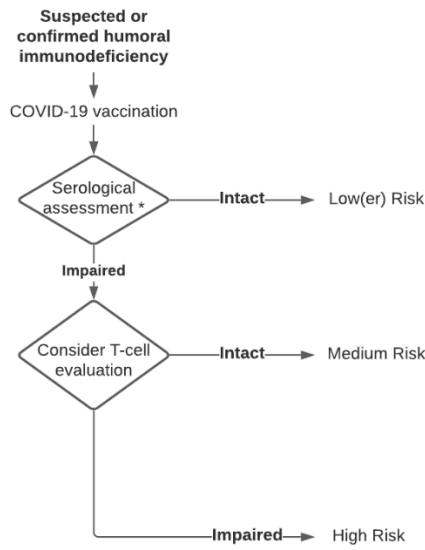 Suspected or
confirmed humoral
immunodeficiency
COVID-19 vaccination
Serological
assessment *
Intact
Low(er) Risk
Impaired
Consider T-cell
evaluation
Intact
Medium Risk
Impaired
High Risk